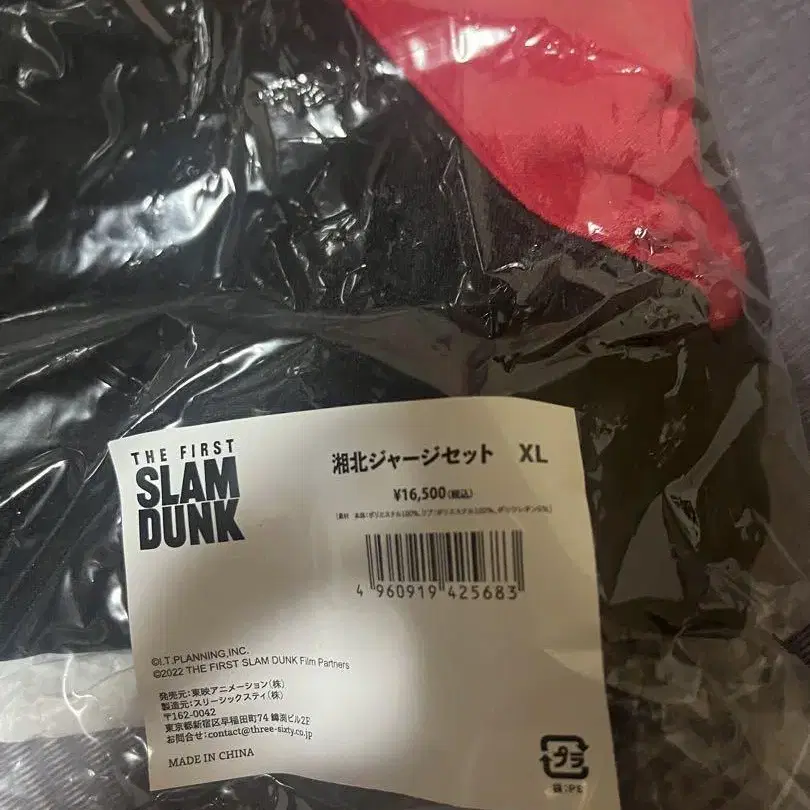 THE FIRST
SLAM
DUNK
湘北ジャージセット XL
¥16,500(税込)
4 960919 425683
©I.T.PLANNING,INC.
©2022 THE FIRST SLAM DUNK Film Partners
発売元:東映アニメーション(株)
製造元:スリーシックスティ(株)
〒162-0042
東京都新宿区早稲田町74 ビル2F
お問合せ:contact@three-sixty.co.jp
MADE IN CHINA
プラ
袋:PE